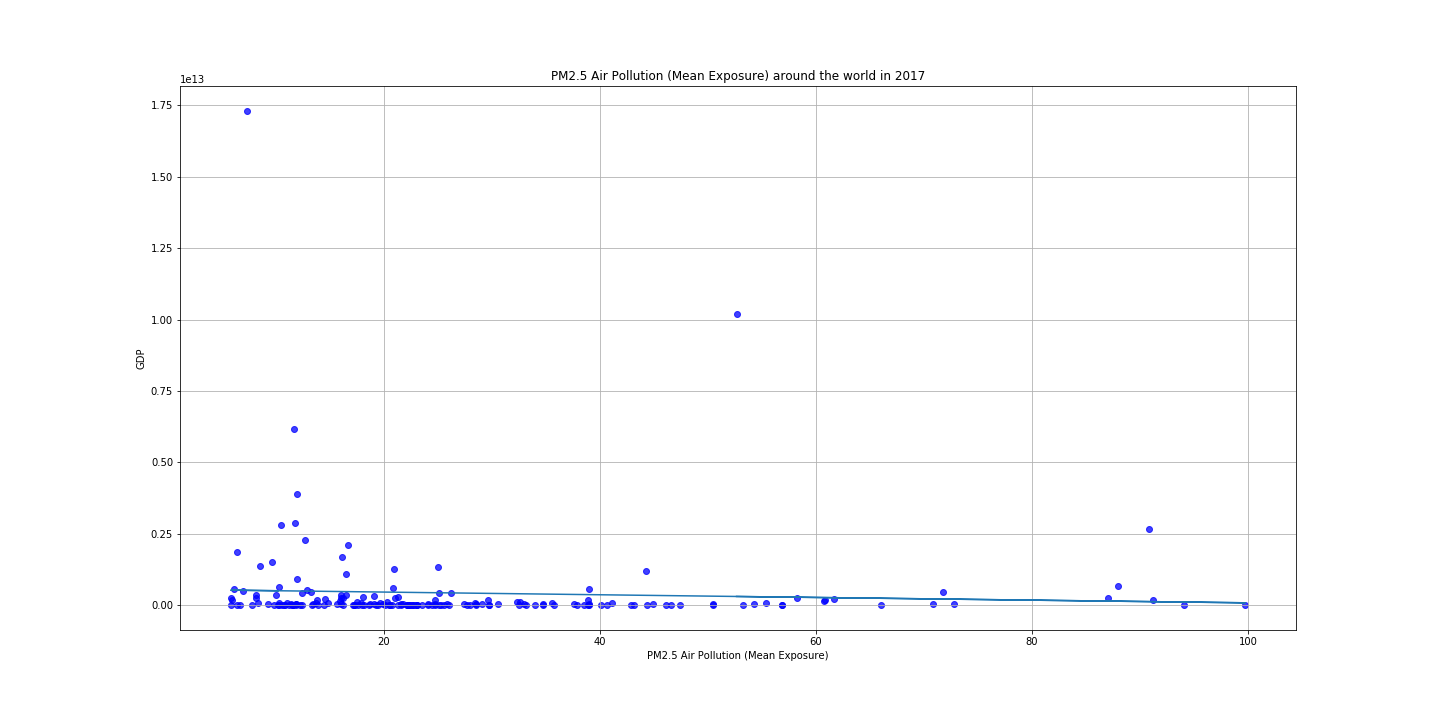 PM2.5 Air Pollution (Mean Exposure) around the world in 2017
1e13
1.75
1.50
1.25
1.00
0.75
0.50
0.25
0.00
GDP
20 40 60 80 100
PM2.5 Air Pollution (Mean Exposure)